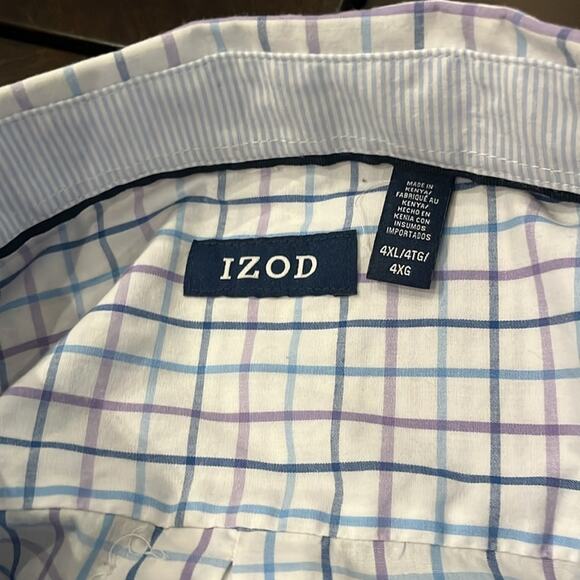 IZOD
MADE IN
KENYA/
FABRIQUÉ AU
KENYA/
HECHO EN
KENIA CON
INSUMOS
IMPORTADOS
4XL/4TG/
4XG